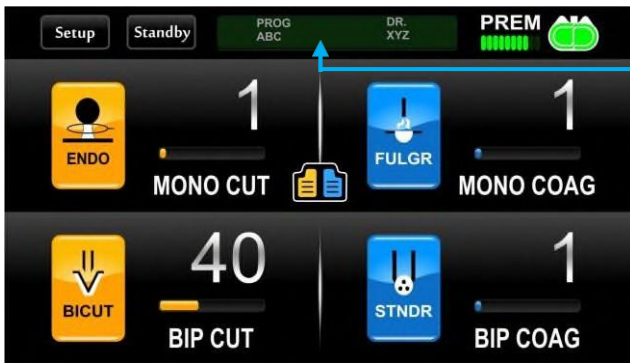 Setup Standby PROG DR. PREM
ABC XYZ
1 1
ENDO FULGR
MONO CUT MONO COAG
40 1
BICUT STNDR
BIP CUT BIP COAG